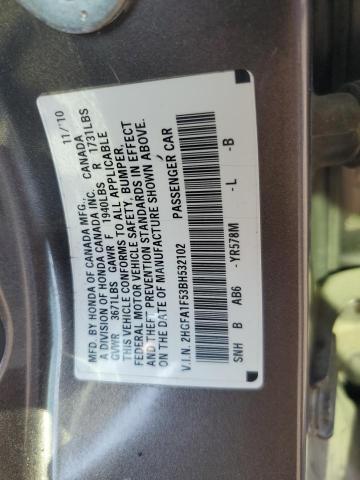 MFD. BY HONDA OF CANADA MFG., CANADA 11/10
A DIVISION OF HONDA CANADA INC.
GVWR 3671LBS GAWR F 1940LBS R 1731LBS
THIS VEHICLE CONFORMS TO ALL APPLICABLE
FEDERAL MOTOR VEHICLE SAFETY, BUMPER,
AND THEFT PREVENTION STANDARDS IN EFFECT
ON THE DATE OF MANUFACTURE SHOWN ABOVE.
V.I.N. 2HGFA1F53BH532102 PASSENGER CAR
SNH B AB6 -YR578M -L -B